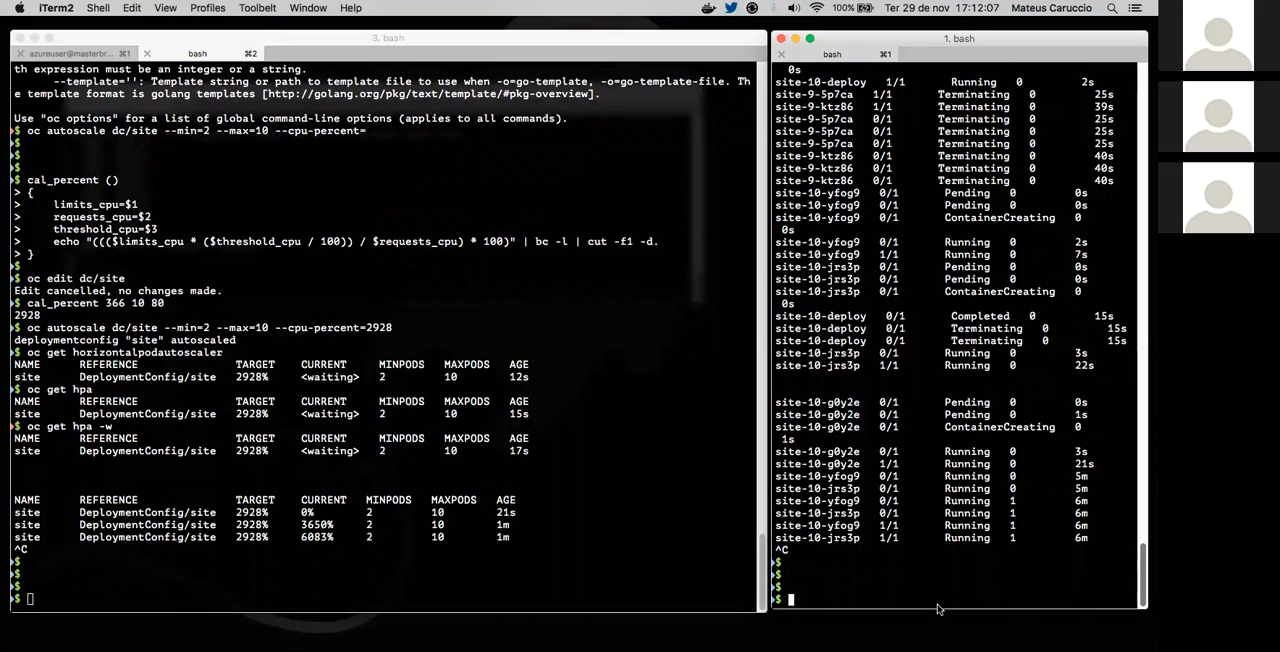 iTerm2 Shell Edit View Profiles Toolbelt Window Help 100% Ter 29 de nov 17:12:07 Mateus Caruccio
3. bash
azureuser@masterbr... ⌘1
bash ⌘2
th expression must be an integer or a string.
--template='': Template string or path to template file to use when -o=go-template, -o=go-template-file. Th
e template format is golang templates [http://golang.org/pkg/text/template/#pkg-overview].
Use "oc options" for a list of global command-line options (applies to all commands).
$ oc autoscale dc/site --min=2 --max=10 --cpu-percent=
$
$
$
$ cal_percent ()
> {
> limits_cpu=$1
> requests_cpu=$2
> threshold_cpu=$3
> echo "((($limits_cpu * ($threshold_cpu / 100)) / $requests_cpu) * 100)" | bc -l | cut -f1 -d.
> }
$
$ oc edit dc/site
Edit cancelled, no changes made.
$ cal_percent 366 10 80
2928
$ oc autoscale dc/site --min=2 --max=10 --cpu-percent=2928
deploymentconfig "site" autoscaled
$ oc get horizontalpodautoscaler
NAME REFERENCE TARGET CURRENT MINPODS MAXPODS AGE
site DeploymentConfig/site 2928% <waiting> 2 10 12s
$ oc get hpa
NAME REFERENCE TARGET CURRENT MINPODS MAXPODS AGE
site DeploymentConfig/site 2928% <waiting> 2 10 15s
$ oc get hpa -w
NAME REFERENCE TARGET CURRENT MINPODS MAXPODS AGE
site DeploymentConfig/site 2928% <waiting> 2 10 17s
NAME REFERENCE TARGET CURRENT MINPODS MAXPODS AGE
site DeploymentConfig/site 2928% 0% 2 10 21s
site DeploymentConfig/site 2928% 3650% 2 10 1m
site DeploymentConfig/site 2928% 6083% 2 10 1m
^C
$
$
$
$
1. bash
bash ⌘1
0s
site-10-deploy 1/1 Running 0 2s
site-9-5p7ca 1/1 Terminating 0 25s
site-9-ktz86 1/1 Terminating 0 39s
site-9-5p7ca 0/1 Terminating 0 25s
site-9-5p7ca 0/1 Terminating 0 25s
site-9-5p7ca 0/1 Terminating 0 25s
site-9-ktz86 0/1 Terminating 0 40s
site-9-ktz86 0/1 Terminating 0 40s
site-9-ktz86 0/1 Terminating 0 40s
site-10-yfog9 0/1 Pending 0 0s
site-10-yfog9 0/1 Pending 0 0s
site-10-yfog9 0/1 ContainerCreating 0
0s
site-10-yfog9 0/1 Running 0 2s
site-10-yfog9 1/1 Running 0 7s
site-10-jrs3p 0/1 Pending 0 0s
site-10-jrs3p 0/1 Pending 0 0s
site-10-jrs3p 0/1 ContainerCreating 0
0s
site-10-deploy 0/1 Completed 0 15s
site-10-deploy 0/1 Terminating 0 15s
site-10-deploy 0/1 Terminating 0 15s
site-10-jrs3p 0/1 Running 0 3s
site-10-jrs3p 1/1 Running 0 22s
site-10-g0y2e 0/1 Pending 0 0s
site-10-g0y2e 0/1 Pending 0 1s
site-10-g0y2e 0/1 ContainerCreating 0
1s
site-10-g0y2e 0/1 Running 0 3s
site-10-g0y2e 1/1 Running 0 21s
site-10-g0y2e 0/1 Running 0 5m
site-10-jrs3p 0/1 Running 0 5m
site-10-yfog9 0/1 Running 1 6m
site-10-jrs3p 0/1 Running 1 6m
site-10-yfog9 1/1 Running 1 6m
site-10-jrs3p 1/1 Running 1 6m
^C
$
$
$
$